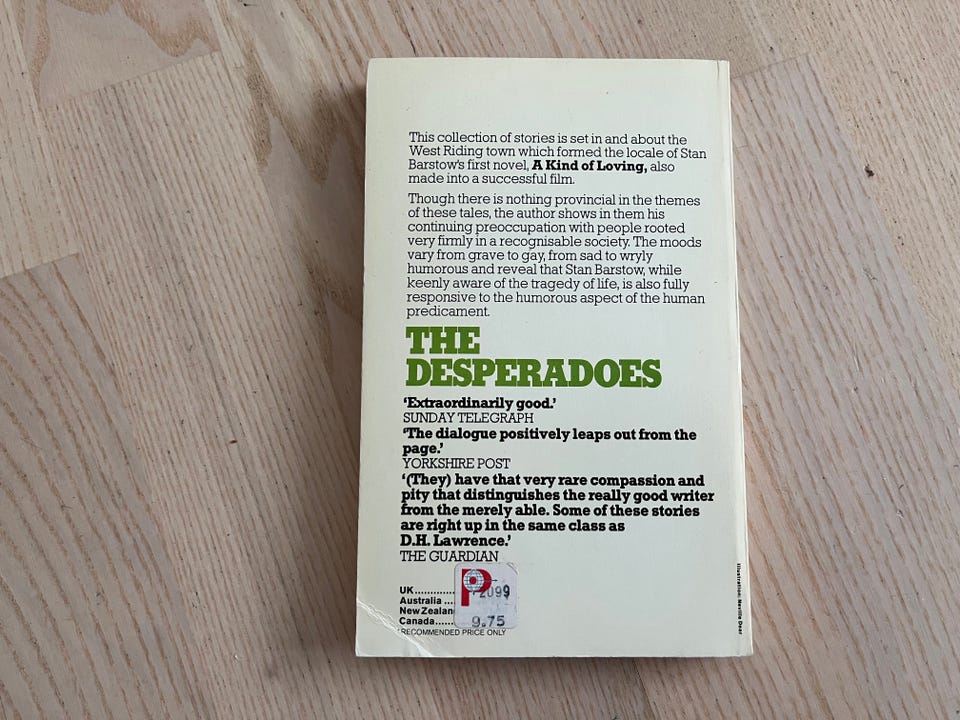 This collection of stories is set in and about the
West Riding town which formed the locale of Stan
Barstow's first novel, A Kind of Loving, also
made into a successful film.
Though there is nothing provincial in the themes
of these tales, the author shows in them his
continuing preoccupation with people rooted
very firmly in a recognisable society. The moods
vary from grave to gay, from sad to wryly
humorous and reveal that Stan Barstow, while
keenly aware of the tragedy of life, is also fully
responsive to the humorous aspect of the human
predicament.
THE
DESPERADOES
'Extraordinarily good.'
SUNDAY TELEGRAPH
'The dialogue positively leaps out from the
page.'
YORKSHIRE POST
'(They) have that very rare compassion and
pity that distinguishes the really good writer
from the merely able. Some of these stories
are right up in the same class as
D.H. Lawrence.'
THE GUARDIAN
UK..............
Australia ...
New Zealan
Canada.....
P
2099
9.75
RECOMMENDED PRICE ONLY
Illustration: Neville Dear